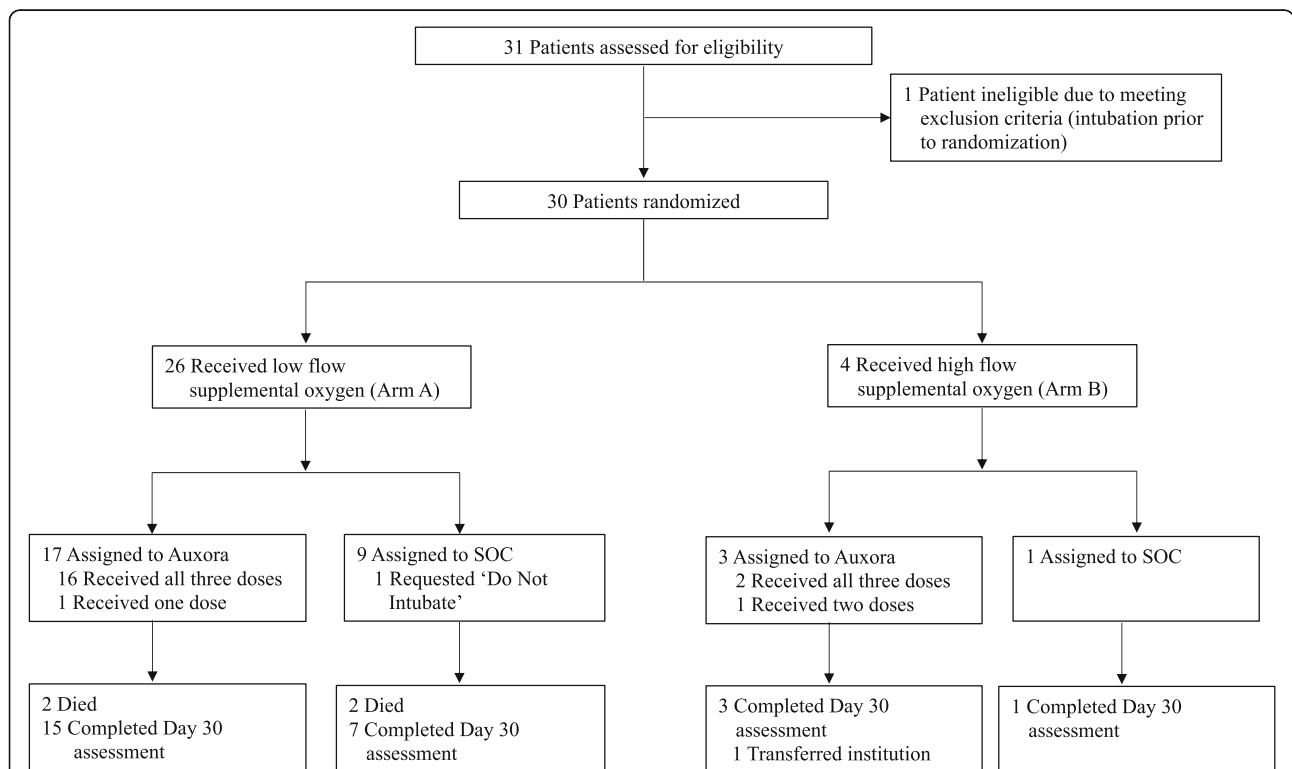 31 Patients assessed for eligibility
1 Patient ineligible due to meeting
exclusion criteria (intubation prior
to randomization)
30 Patients randomized
26 Received low flow
supplemental oxygen (Arm A)
4 Received high flow
supplemental oxygen (Arm B)
17 Assigned to Auxora
16 Received all three doses
1 Received one dose
9 Assigned to SOC
1 Requested ‘Do Not
Intubate’
3 Assigned to Auxora
2 Received all three doses
1 Received two doses
1 Assigned to SOC
2 Died
15 Completed Day 30
assessment
2 Died
7 Completed Day 30
assessment
3 Completed Day 30
assessment
1 Transferred institution
1 Completed Day 30
assessment